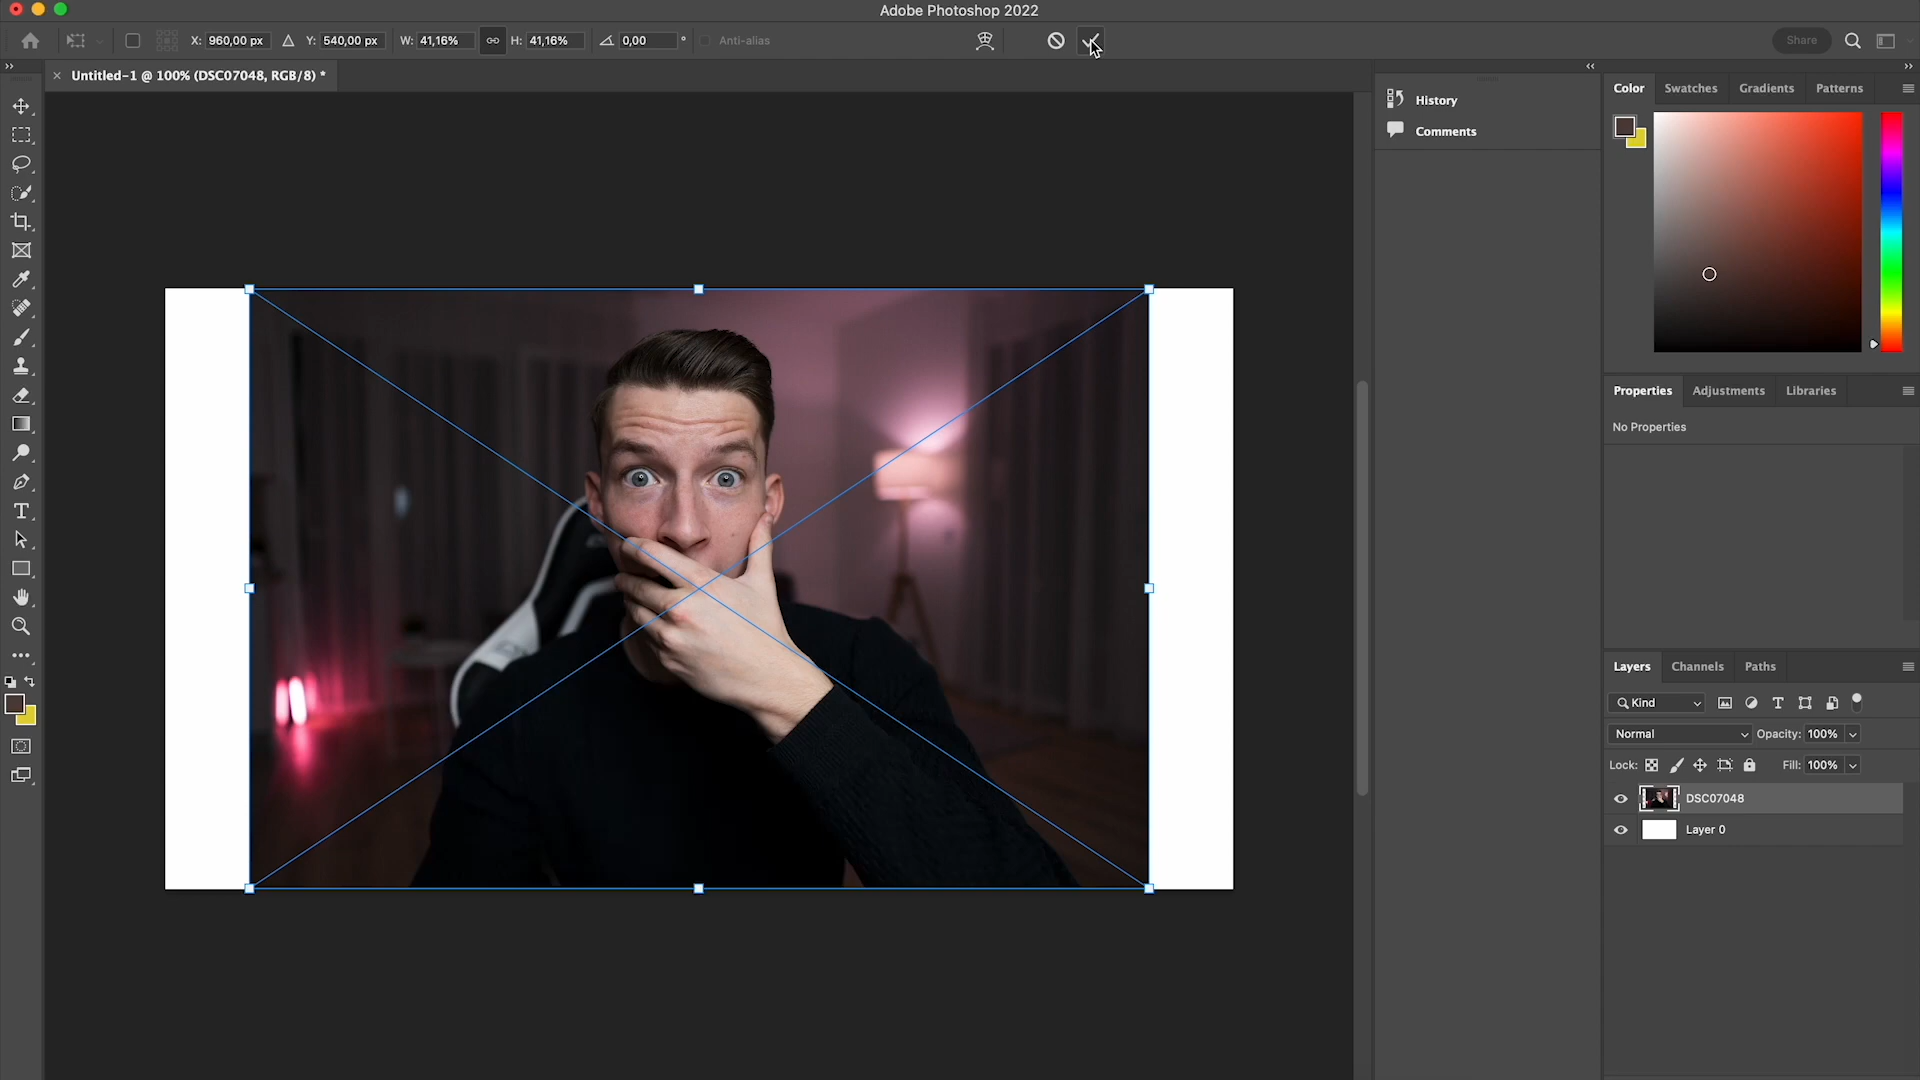 Adobe Photoshop 2022
X: 960,00 px Y: 540,00 px W: 41,16% H: 41,16% 0,00 ° Anti-alias Share
Untitled-1 @ 100% (DSC07048, RGB/8) *
History
Comments
Color Swatches Gradients Patterns
Properties Adjustments Libraries
No Properties
Layers Channels Paths
Kind
Normal Opacity: 100%
Lock: Fill: 100%
DSC07048
Layer 0